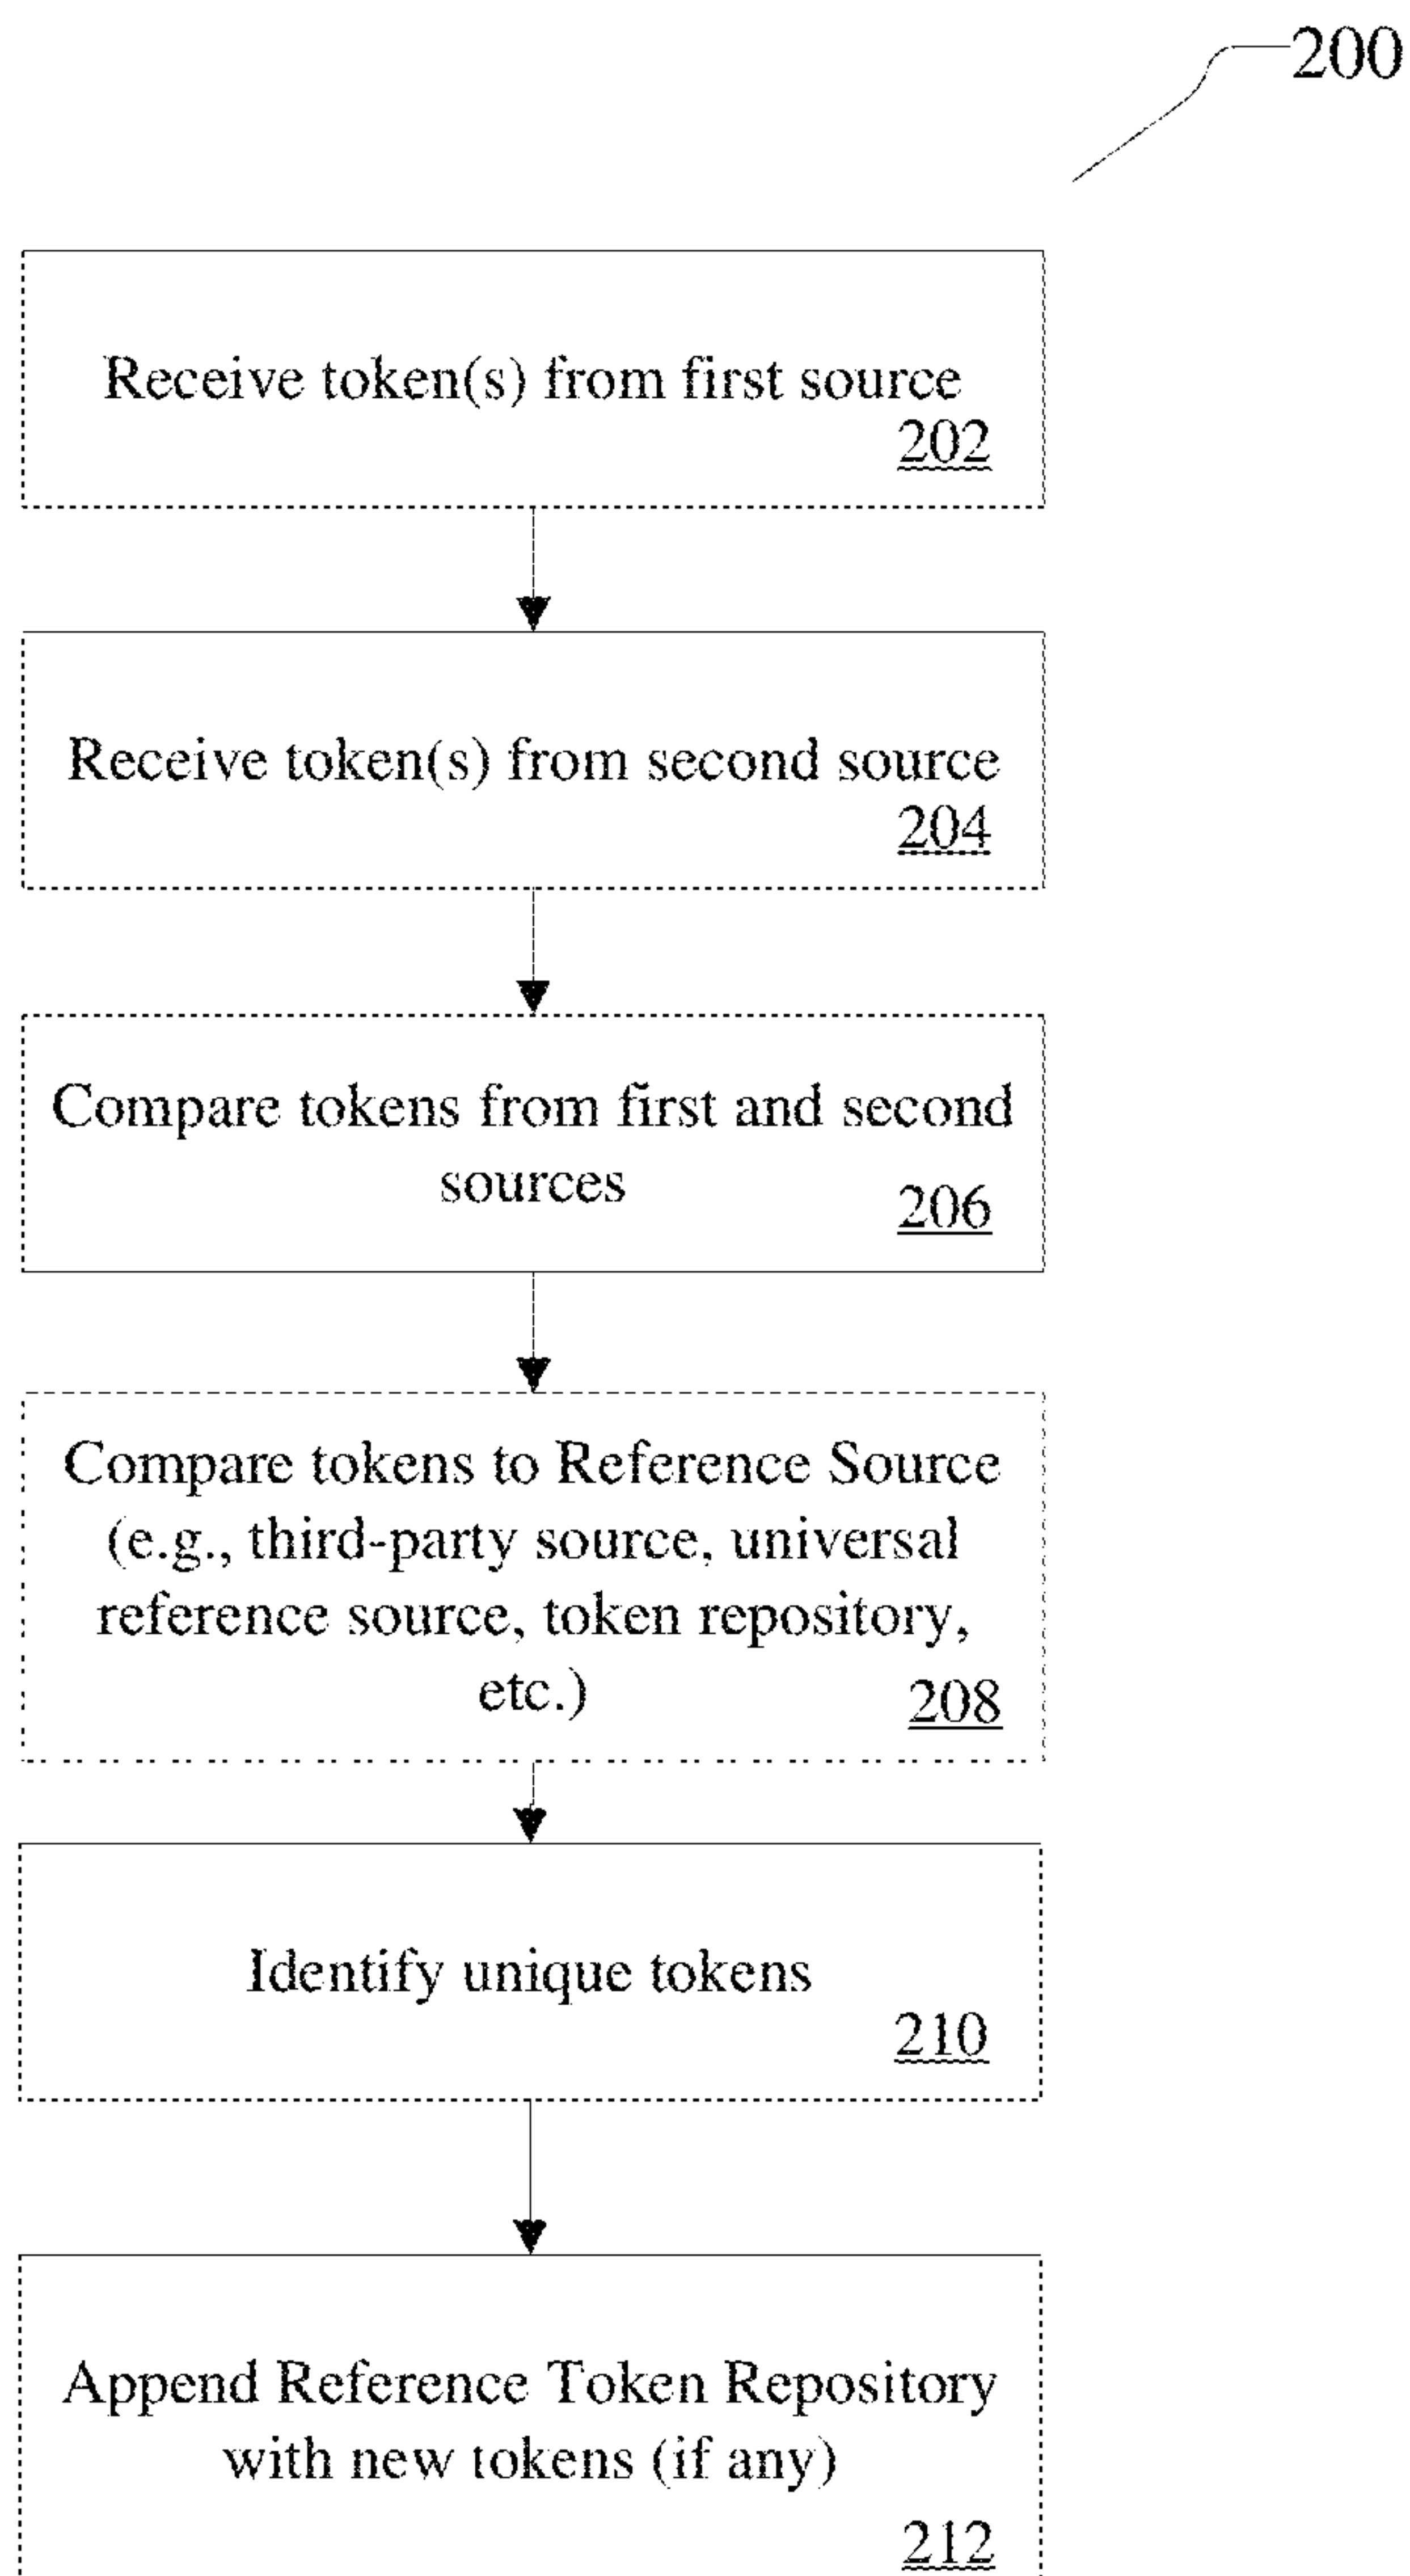 200
Receive token(s) from first source
202
Receive token(s) from second source
204
Compare tokens from first and second
sources
206
Compare tokens to Reference Source
(e.g., third-party source, universal
reference source, token repository,
etc.)
208
Identify unique tokens
210
Append Reference Token Repository
with new tokens (if any)
212